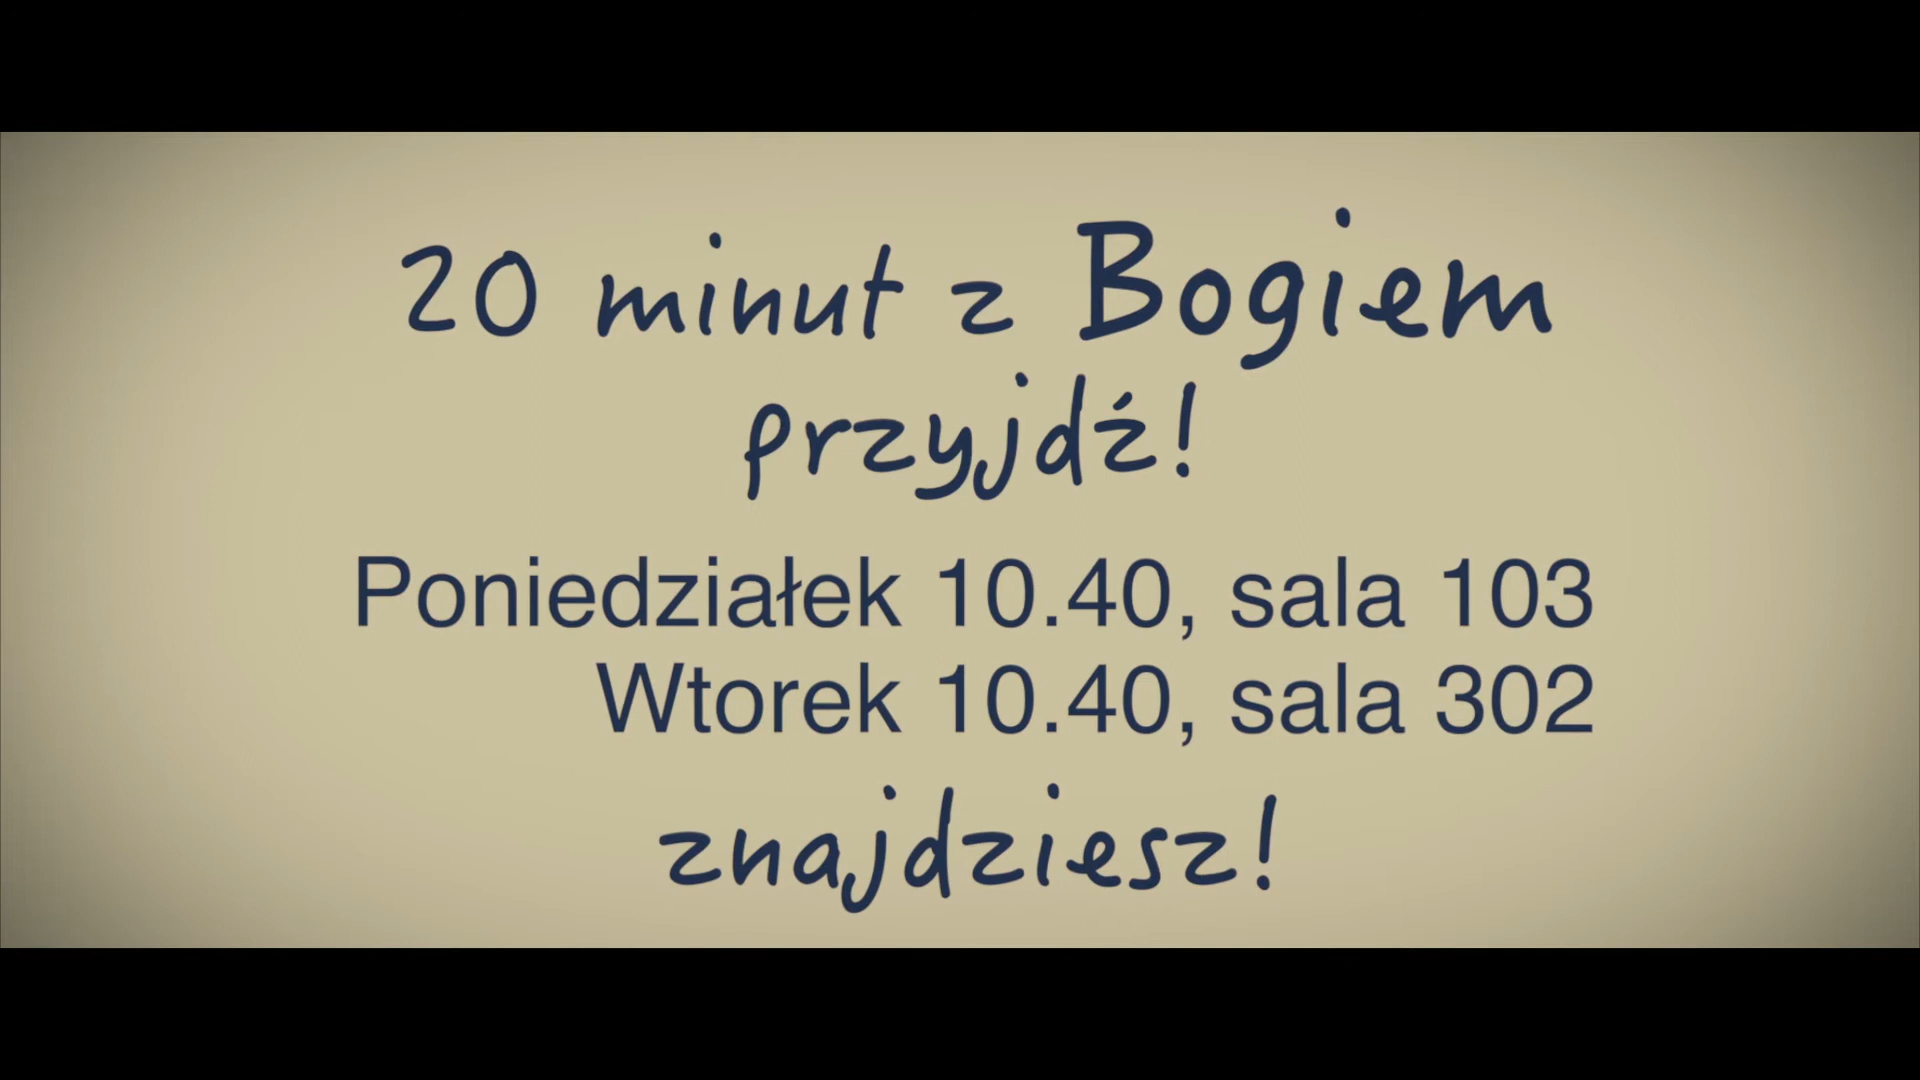 20 minut z Bogiem
przyjdź!
Poniedziałek 10.40, sala 103
Wtorek 10.40, sala 302
znajdziesz!